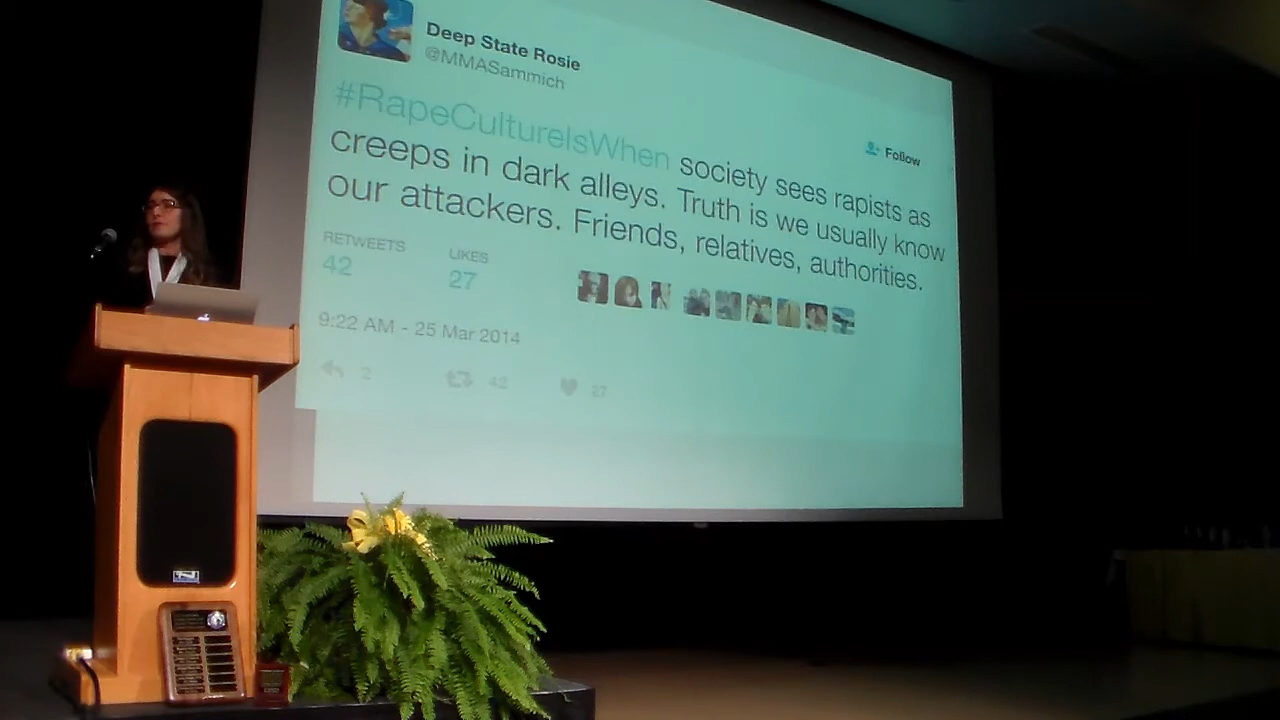 Deep State Rosie
@MMASammich
Follow
#RapeCultureIsWhen society sees rapists as
creeps in dark alleys. Truth is we usually know
our attackers. Friends, relatives, authorities.
RETWEETS
42
LIKES
27
9:22 AM - 25 Mar 2014
2
42
27